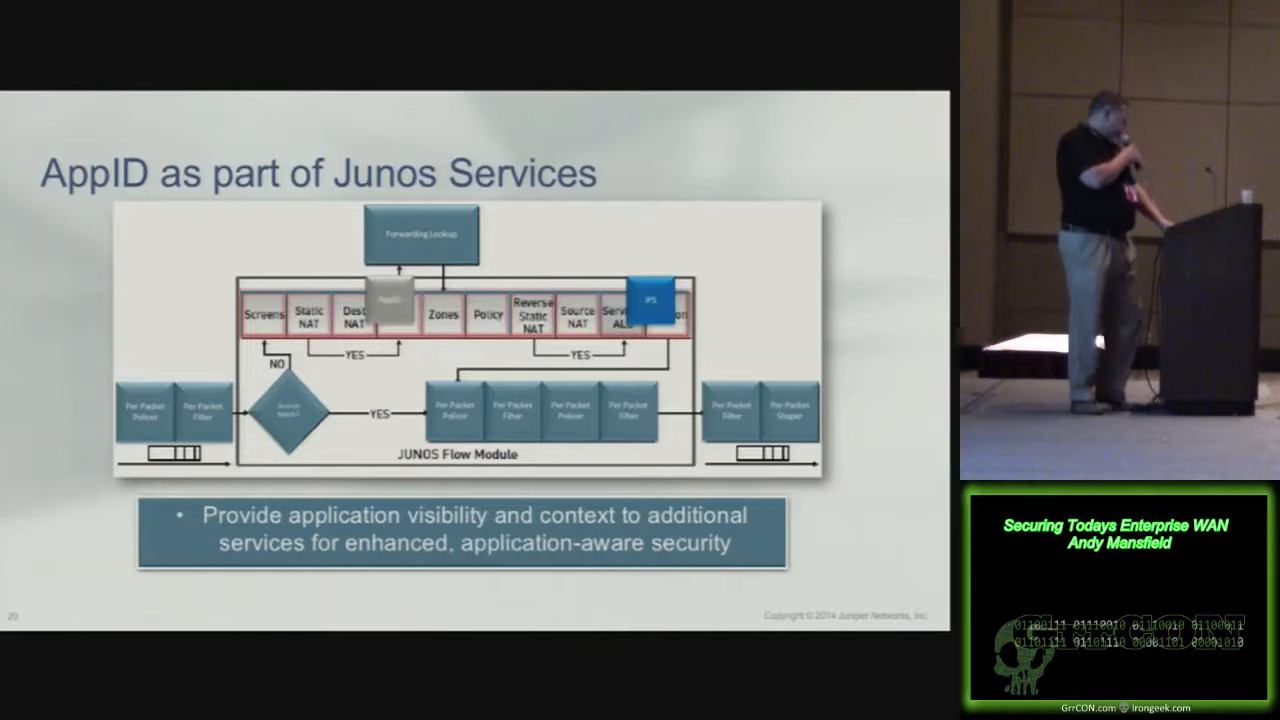 AppID as part of Junos Services
Forwarding Lookup
AppID
IPS
Screens
Static
NAT
Dest
NAT
Zones
Policy
Reverse
Static
NAT
Source
NAT
YES
YES
NO
Per Packet
Policer
Per Packet
Filter
YES
Per Packet
Policer
Per Packet
Filter
Per Packet
Policer
Per Packet
Filter
Per Packet
Filter
Per Packet
Shaper
JUNOS Flow Module
• Provide application visibility and context to additional
services for enhanced, application-aware security
20
Copyright © 2014 Juniper Networks, Inc.
Securing Todays Enterprise WAN
Andy Mansfield
GrrCON
GrrCON.com Irongeek.com